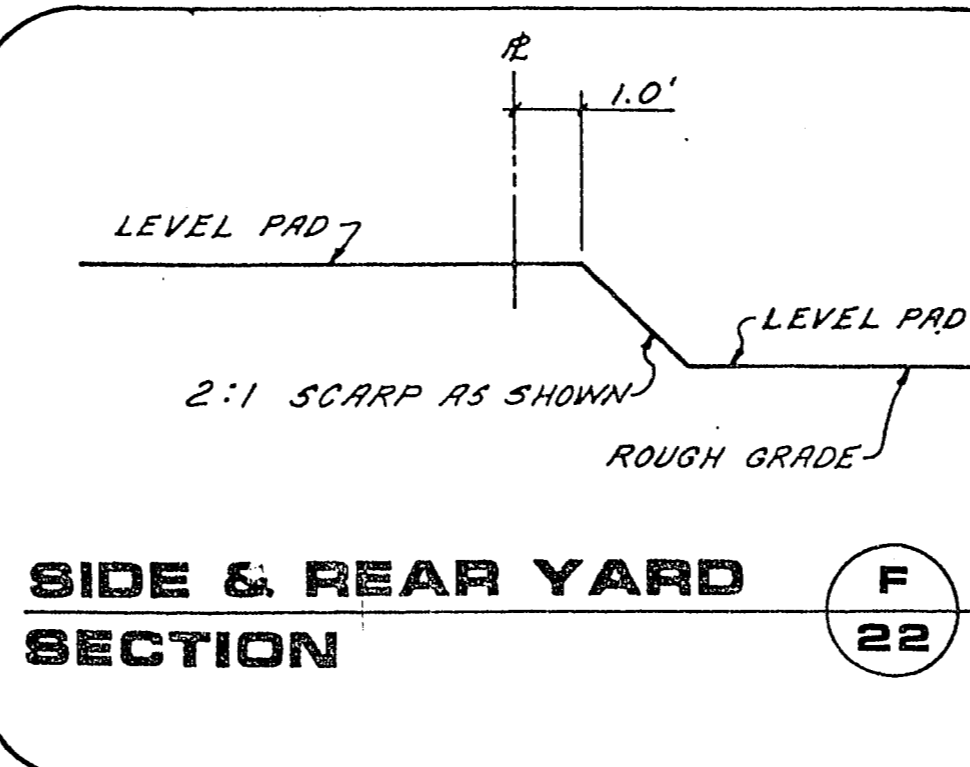 ℄
1.0'
LEVEL PAD
LEVEL PAD
2:1 SCARP AS SHOWN
ROUGH GRADE
SIDE & REAR YARD
SECTION
F
22